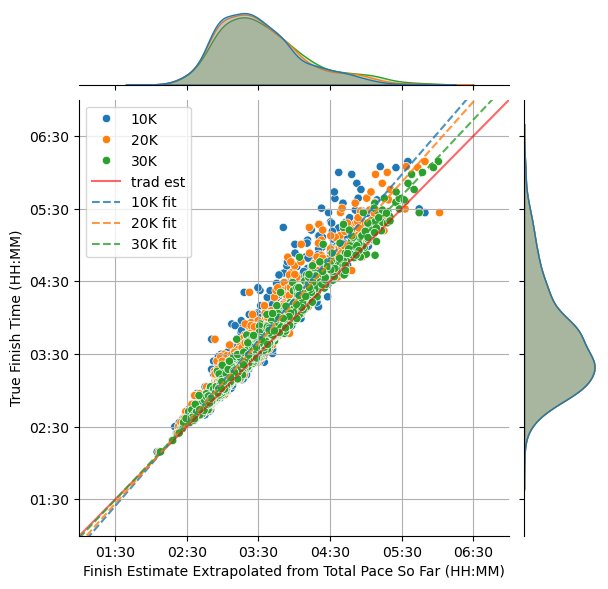 10K
20K
30K
trad est
10K fit
20K fit
30K fit
06:30
05:30
04:30
03:30
02:30
01:30
True Finish Time (HH:MM)
01:30 02:30 03:30 04:30 05:30 06:30
Finish Estimate Extrapolated from Total Pace So Far (HH:MM)